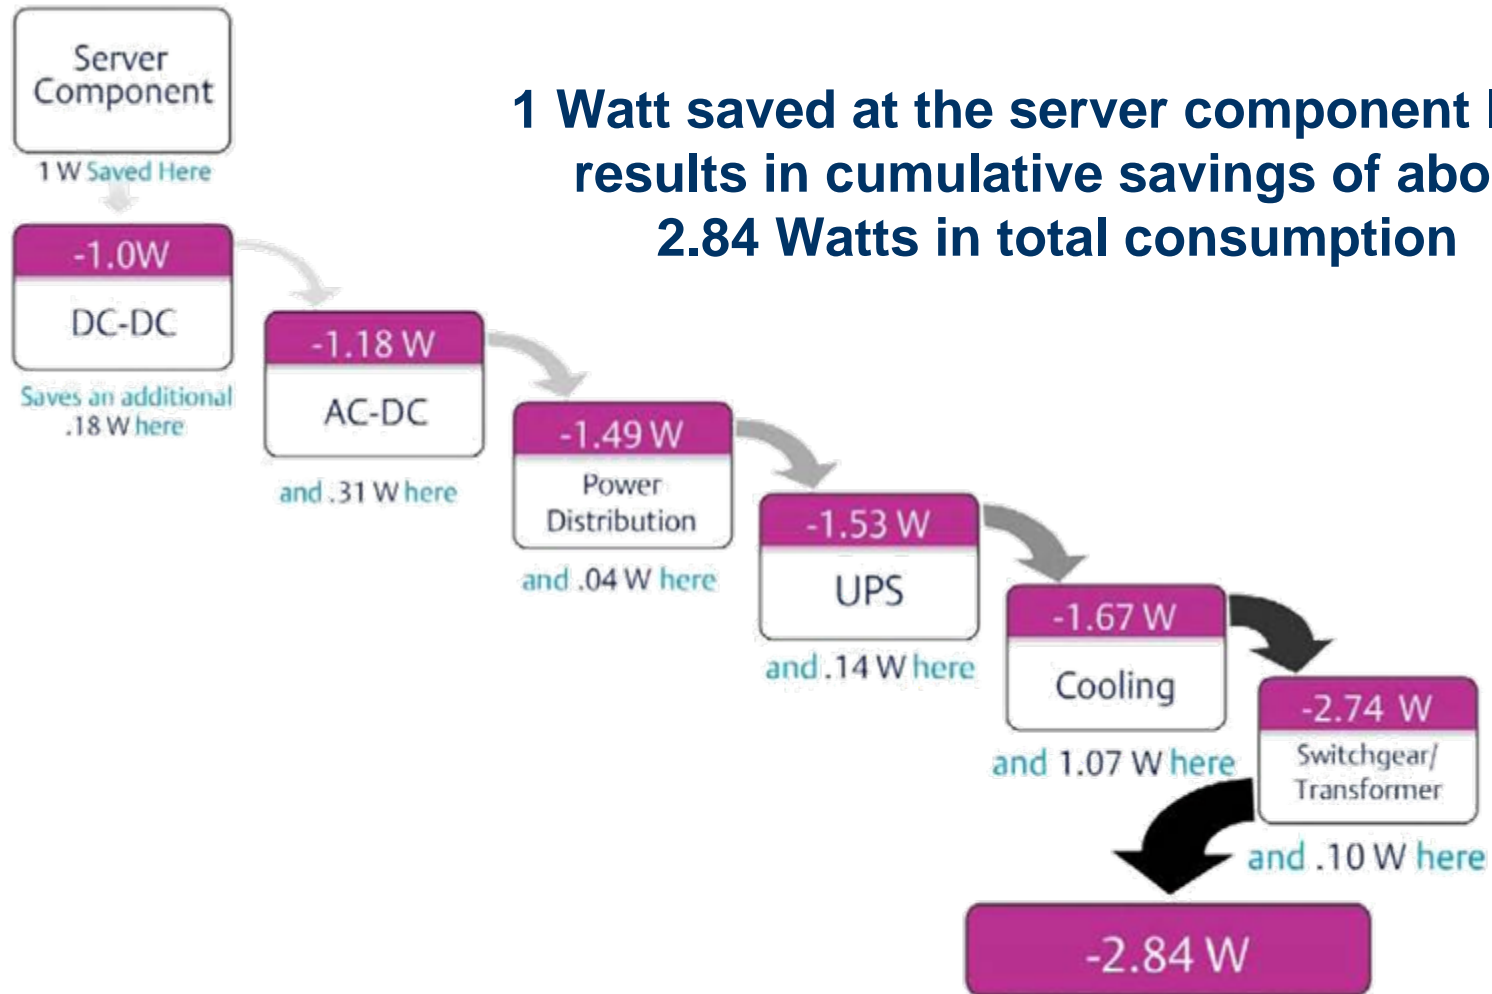 Server
Component
1 W Saved Here
1 Watt saved at the server component
results in cumulative savings of
2.84 Watts in total consumption
-1.0W
DC-DC
Saves an additional
.18 W here
-1.18 W
AC-DC
and .31 W here
-1.49 W
Power
Distribution
and .04 W here
-1.53 W
UPS
and .14 W here
-1.67 W
Cooling
and 1.07 W here
-2.74 W
Switchgear/
Transformer
and .10 W here
-2.84 W